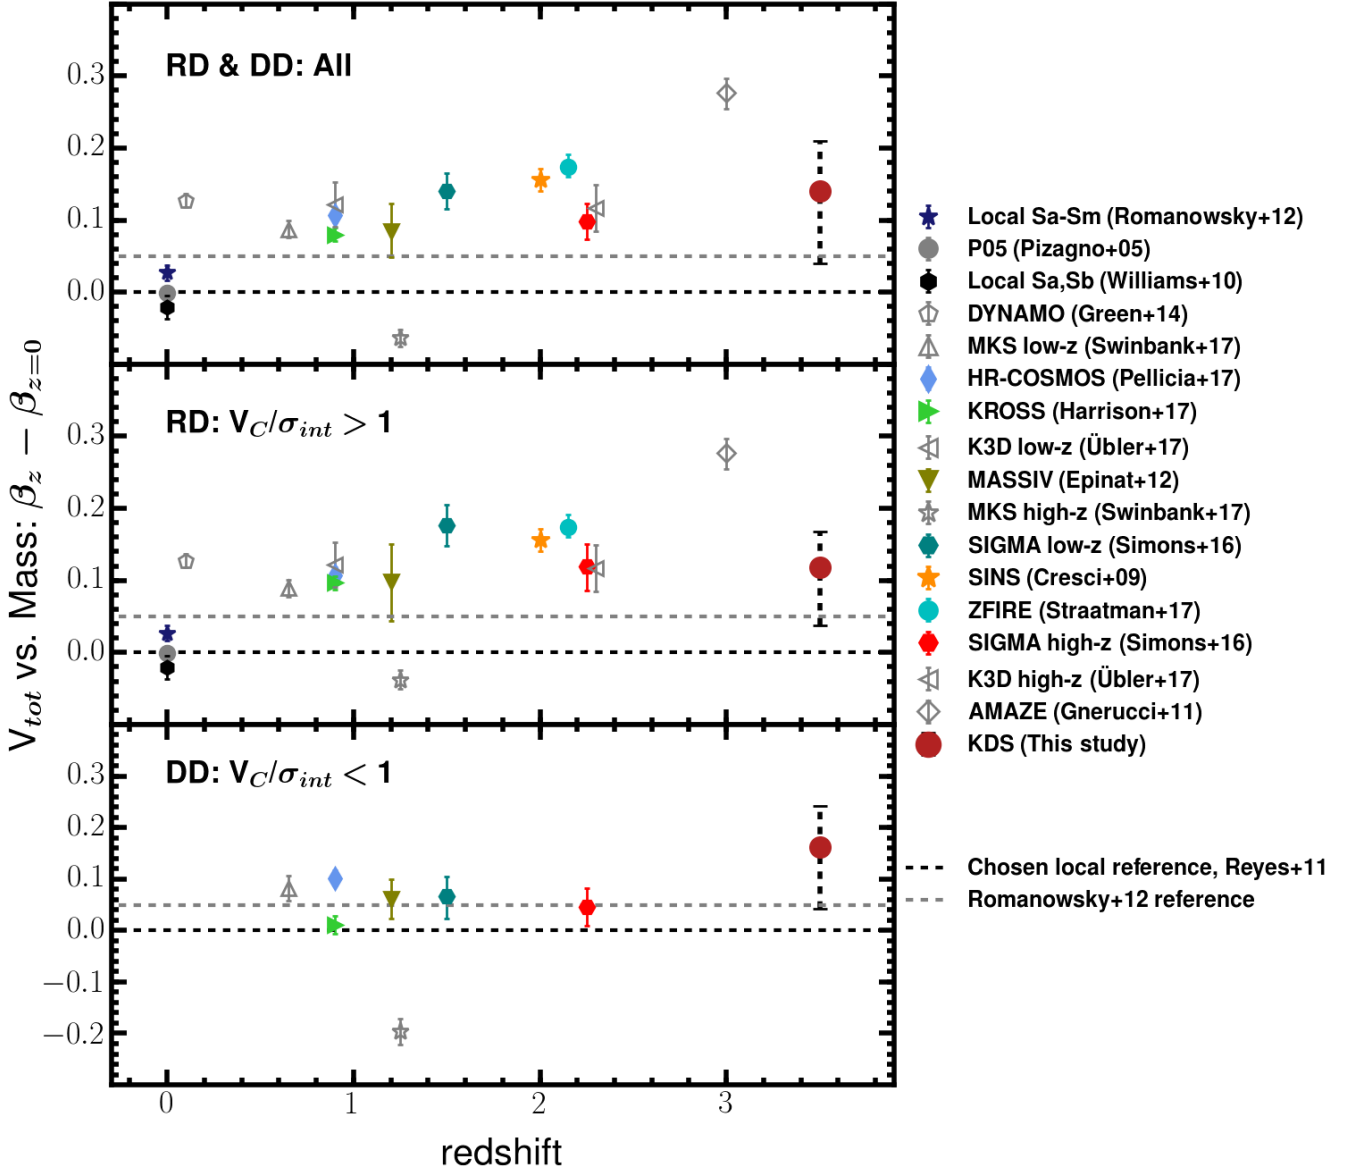 RD & DD: All
0.3
0.2
0.1
0.0
RD: V_C/σ_int > 1
0.3
0.2
0.1
0.0
DD: V_C/σ_int < 1
0.3
0.2
0.1
0.0
−0.1
−0.2
0
1
2
3
redshift
V_tot vs. Mass: β_z − β_z=0
Local Sa-Sm (Romanowsky+12)
P05 (Pizagno+05)
Local Sa,Sb (Williams+10)
DYNAMO (Green+14)
MKS low-z (Swinbank+17)
HR-COSMOS (Pellicia+17)
KROSS (Harrison+17)
K3D low-z (Übler+17)
MASSIV (Epinat+12)
MKS high-z (Swinbank+17)
SIGMA low-z (Simons+16)
SINS (Cresci+09)
ZFIRE (Straatman+17)
SIGMA high-z (Simons+16)
K3D high-z (Übler+17)
AMAZE (Gnerucci+11)
KDS (This study)
Chosen local reference, Reyes+11
Romanowsky+12 reference